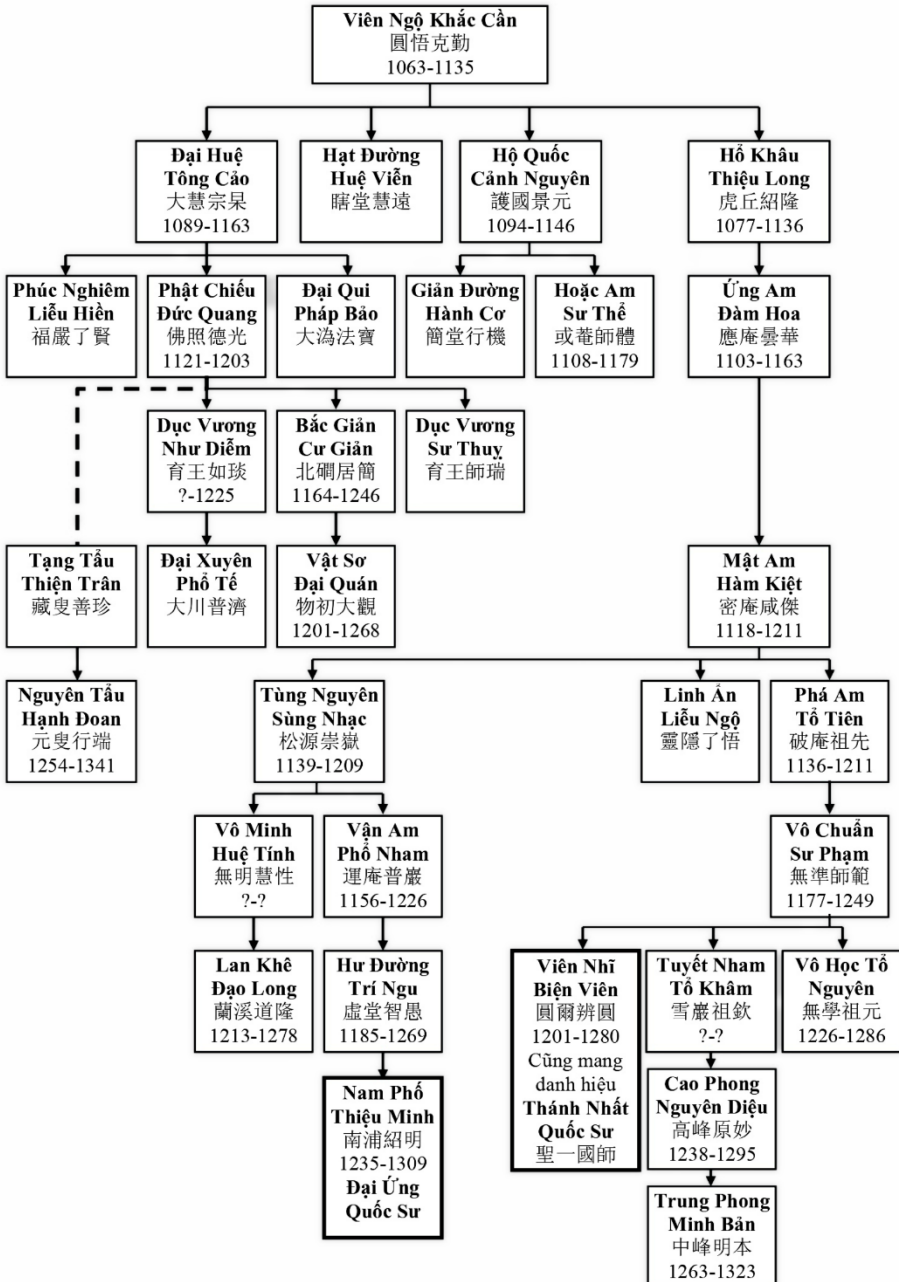 Viên Ngộ Khắc Cần
圓悟克勤
1063-1135
Đại Huệ
Tông Cảo
大慧宗杲
1089-1163
Hạt Đường
Huệ Viễn
瞎堂慧遠
Hộ Quốc
Cảnh Nguyên
護國景元
1094-1146
Hổ Khâu
Thiệu Long
虎丘紹隆
1077-1136
Phúc Nghiêm
Liễu Hiền
福嚴了賢
Phật Chiếu
Đức Quang
佛照德光
1121-1203
Đại Qui
Pháp Bảo
大溈法寶
Giản Đường
Hành Cơ
簡堂行機
Hoặc Am
Sư Thể
或菴師體
1108-1179
Ứng Am
Đàm Hoa
應庵曇華
1103-1163
Dục Vương
Như Diễm
育王如琰
?-1225
Bắc Giản
Cư Giản
北磵居簡
1164-1246
Dục Vương
Sư Thuỵ
育王師瑞
Tạng Tẩu
Thiện Trân
藏叟善珍
Đại Xuyên
Phổ Tế
大川普濟
Vật Sơ
Đại Quán
物初大觀
1201-1268
Mật Am
Hàm Kiệt
密庵咸傑
1118-1211
Nguyên Tẩu
Hạnh Đoan
元叟行端
1254-1341
Tùng Nguyên
Sùng Nhạc
松源崇嶽
1139-1209
Linh Ẩn
Liễu Ngộ
靈隱了悟
Phá Am
Tổ Tiên
破庵祖先
1136-1211
Vô Minh
Huệ Tính
無明慧性
?-?
Vận Am
Phổ Nham
運庵普巖
1156-1226
Vô Chuẩn
Sư Phạm
無準師範
1177-1249
Lan Khê
Đạo Long
蘭溪道隆
1213-1278
Hư Đường
Trí Ngu
虛堂智愚
1185-1269
Viên Nhĩ
Biện Viên
圓爾辨圓
1201-1280
Cũng mang
danh hiệu
Thánh Nhất
Quốc Sư
聖一國師
Tuyết Nham
Tổ Khâm
雪巖祖欽
?-?
Vô Học Tổ
Nguyên
無學祖元
1226-1286
Nam Phố
Thiệu Minh
南浦紹明
1235-1309
Đại Ứng
Quốc Sư
Cao Phong
Nguyên Diệu
高峰原妙
1238-1295
Trung Phong
Minh Bản
中峰明本
1263-1323